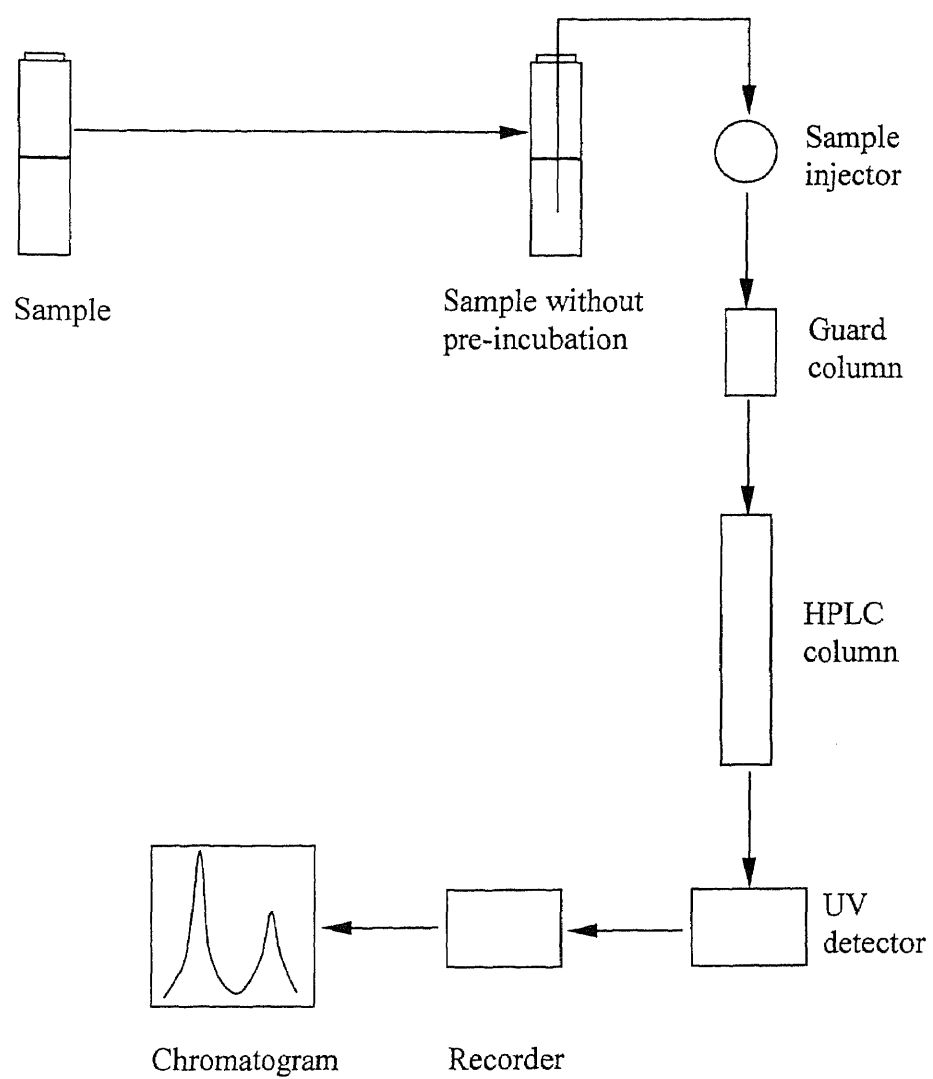 Sample
Sample without
pre-incubation
Sample
injector
Guard
column
HPLC
column
UV
detector
Recorder
Chromatogram